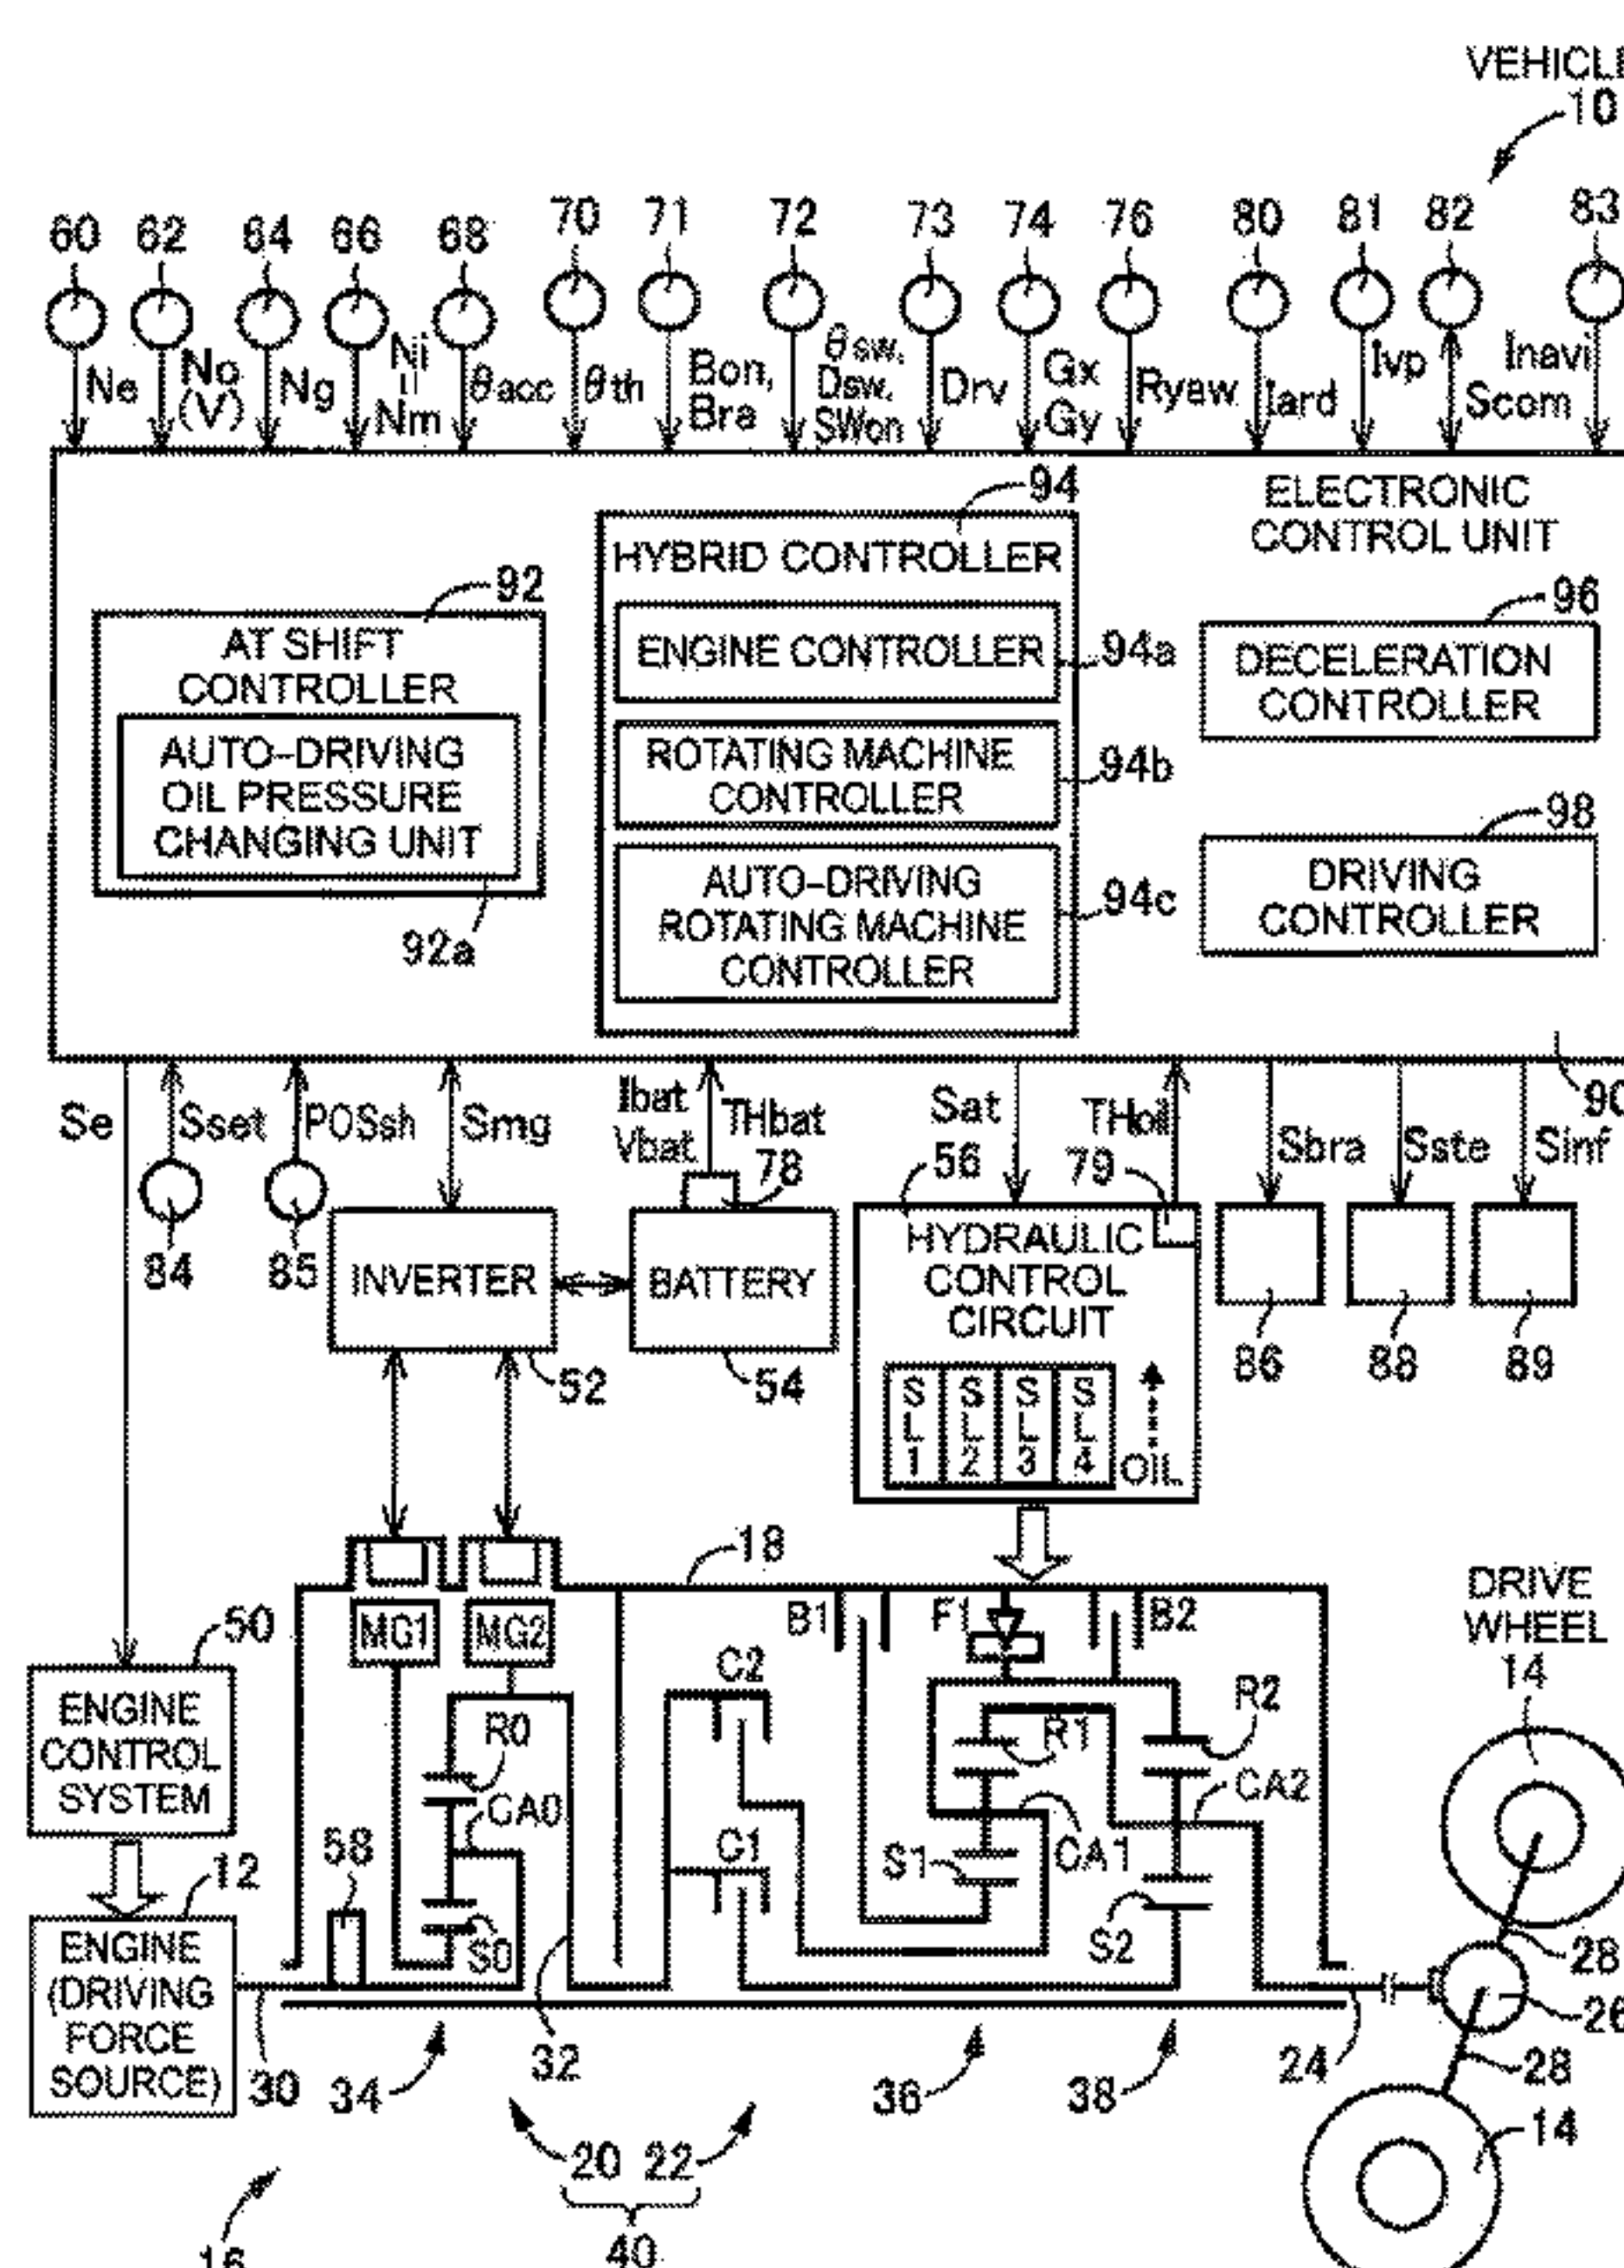 VEHICLE
10
60 62 64 66 68 70 71 72 73 74 76 80 81 82 83
Ne
No
(V)
Ng
Ni
=
Nm
θacc
θth
Bon,
Bra
θsw,
Dsw,
SWon
Drv
Gx
Gy
Ryaw
Iard
Ivp
Scom
Inavi
ELECTRONIC
CONTROL UNIT
94
HYBRID CONTROLLER
ENGINE CONTROLLER
94a
ROTATING MACHINE
CONTROLLER
94b
AUTO-DRIVING
ROTATING MACHINE
CONTROLLER
94c
92
AT SHIFT
CONTROLLER
AUTO-DRIVING
OIL PRESSURE
CHANGING UNIT
92a
96
DECELERATION
CONTROLLER
98
DRIVING
CONTROLLER
90
Se
Sset
POSsh
Smg
Ibat
Vbat
THbat
78
Sat
56
THoil
79
Sbra
Sste
Sinf
84
85
INVERTER
52
BATTERY
54
HYDRAULIC
CONTROL
CIRCUIT
SL1
SL2
SL3
SL4
OIL
86
88
89
18
50
ENGINE
CONTROL
SYSTEM
12
ENGINE
(DRIVING
FORCE
SOURCE)
MG1
MG2
R0
CA0
S0
58
C2
C1
B1
F1
B2
R1
R2
CA2
CA1
S1
S2
DRIVE
WHEEL
14
28
26
28
14
30
34
32
36
38
24
20 22
40
16